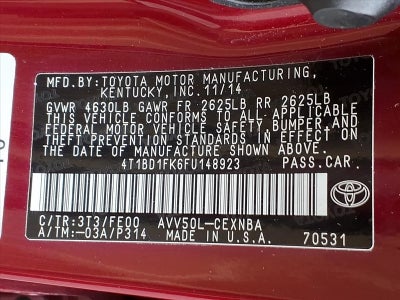 MFD.BY:TOYOTA MOTOR MANUFACTURING,
KENTUCKY, INC. 11/14
GVWR 4630LB GAWR FR 2625LB RR 2625LB
THIS VEHICLE CONFORMS TO ALL APPLICABLE
FEDERAL MOTOR VEHICLE SAFETY, BUMPER, AND
THEFT PREVENTION STANDARDS IN EFFECT ON
THE DATE OF MANUFACTURE SHOWN ABOVE.
4T1BD1FK6FU148923 PASS.CAR.
C/TR:3T3/FE00 AVV50L-CEXNBA
A/TM:-03A/P314 MADE IN U.S.A. 70531
TOYOTA